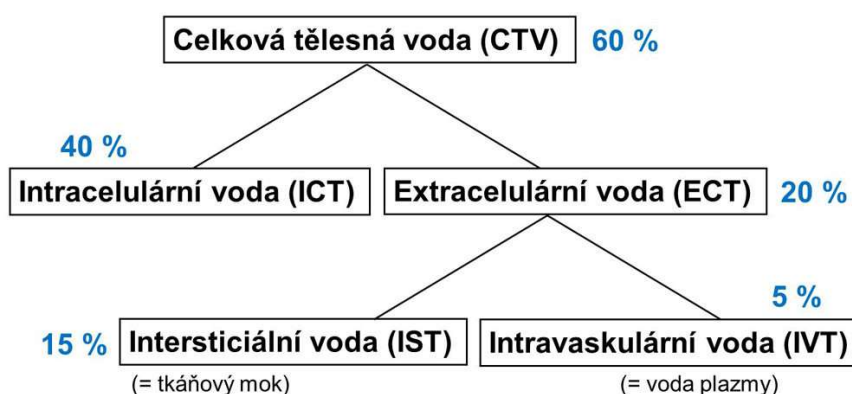 Celková tělesná voda (CTV) 60 %
40 %
Intracelulární voda (ICT) Extracelulární voda (ECT) 20 %
5 %
15 % Intersticiální voda (IST) Intravaskulární voda (IVT)
(= tkáňový mok) (= voda plazmy)